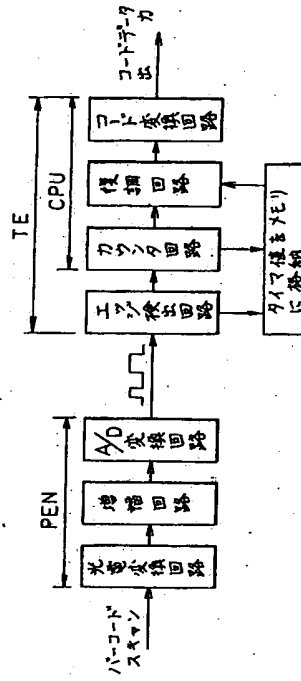 バーコード
スキャン
PEN
光電変換回路
増幅回路
A/D
変換回路
TE
CPU
エッジ検出回路
カウンタ回路
復調回路
コード変換回路
タイマ値をメモリ
に格納
コードデータ
出力